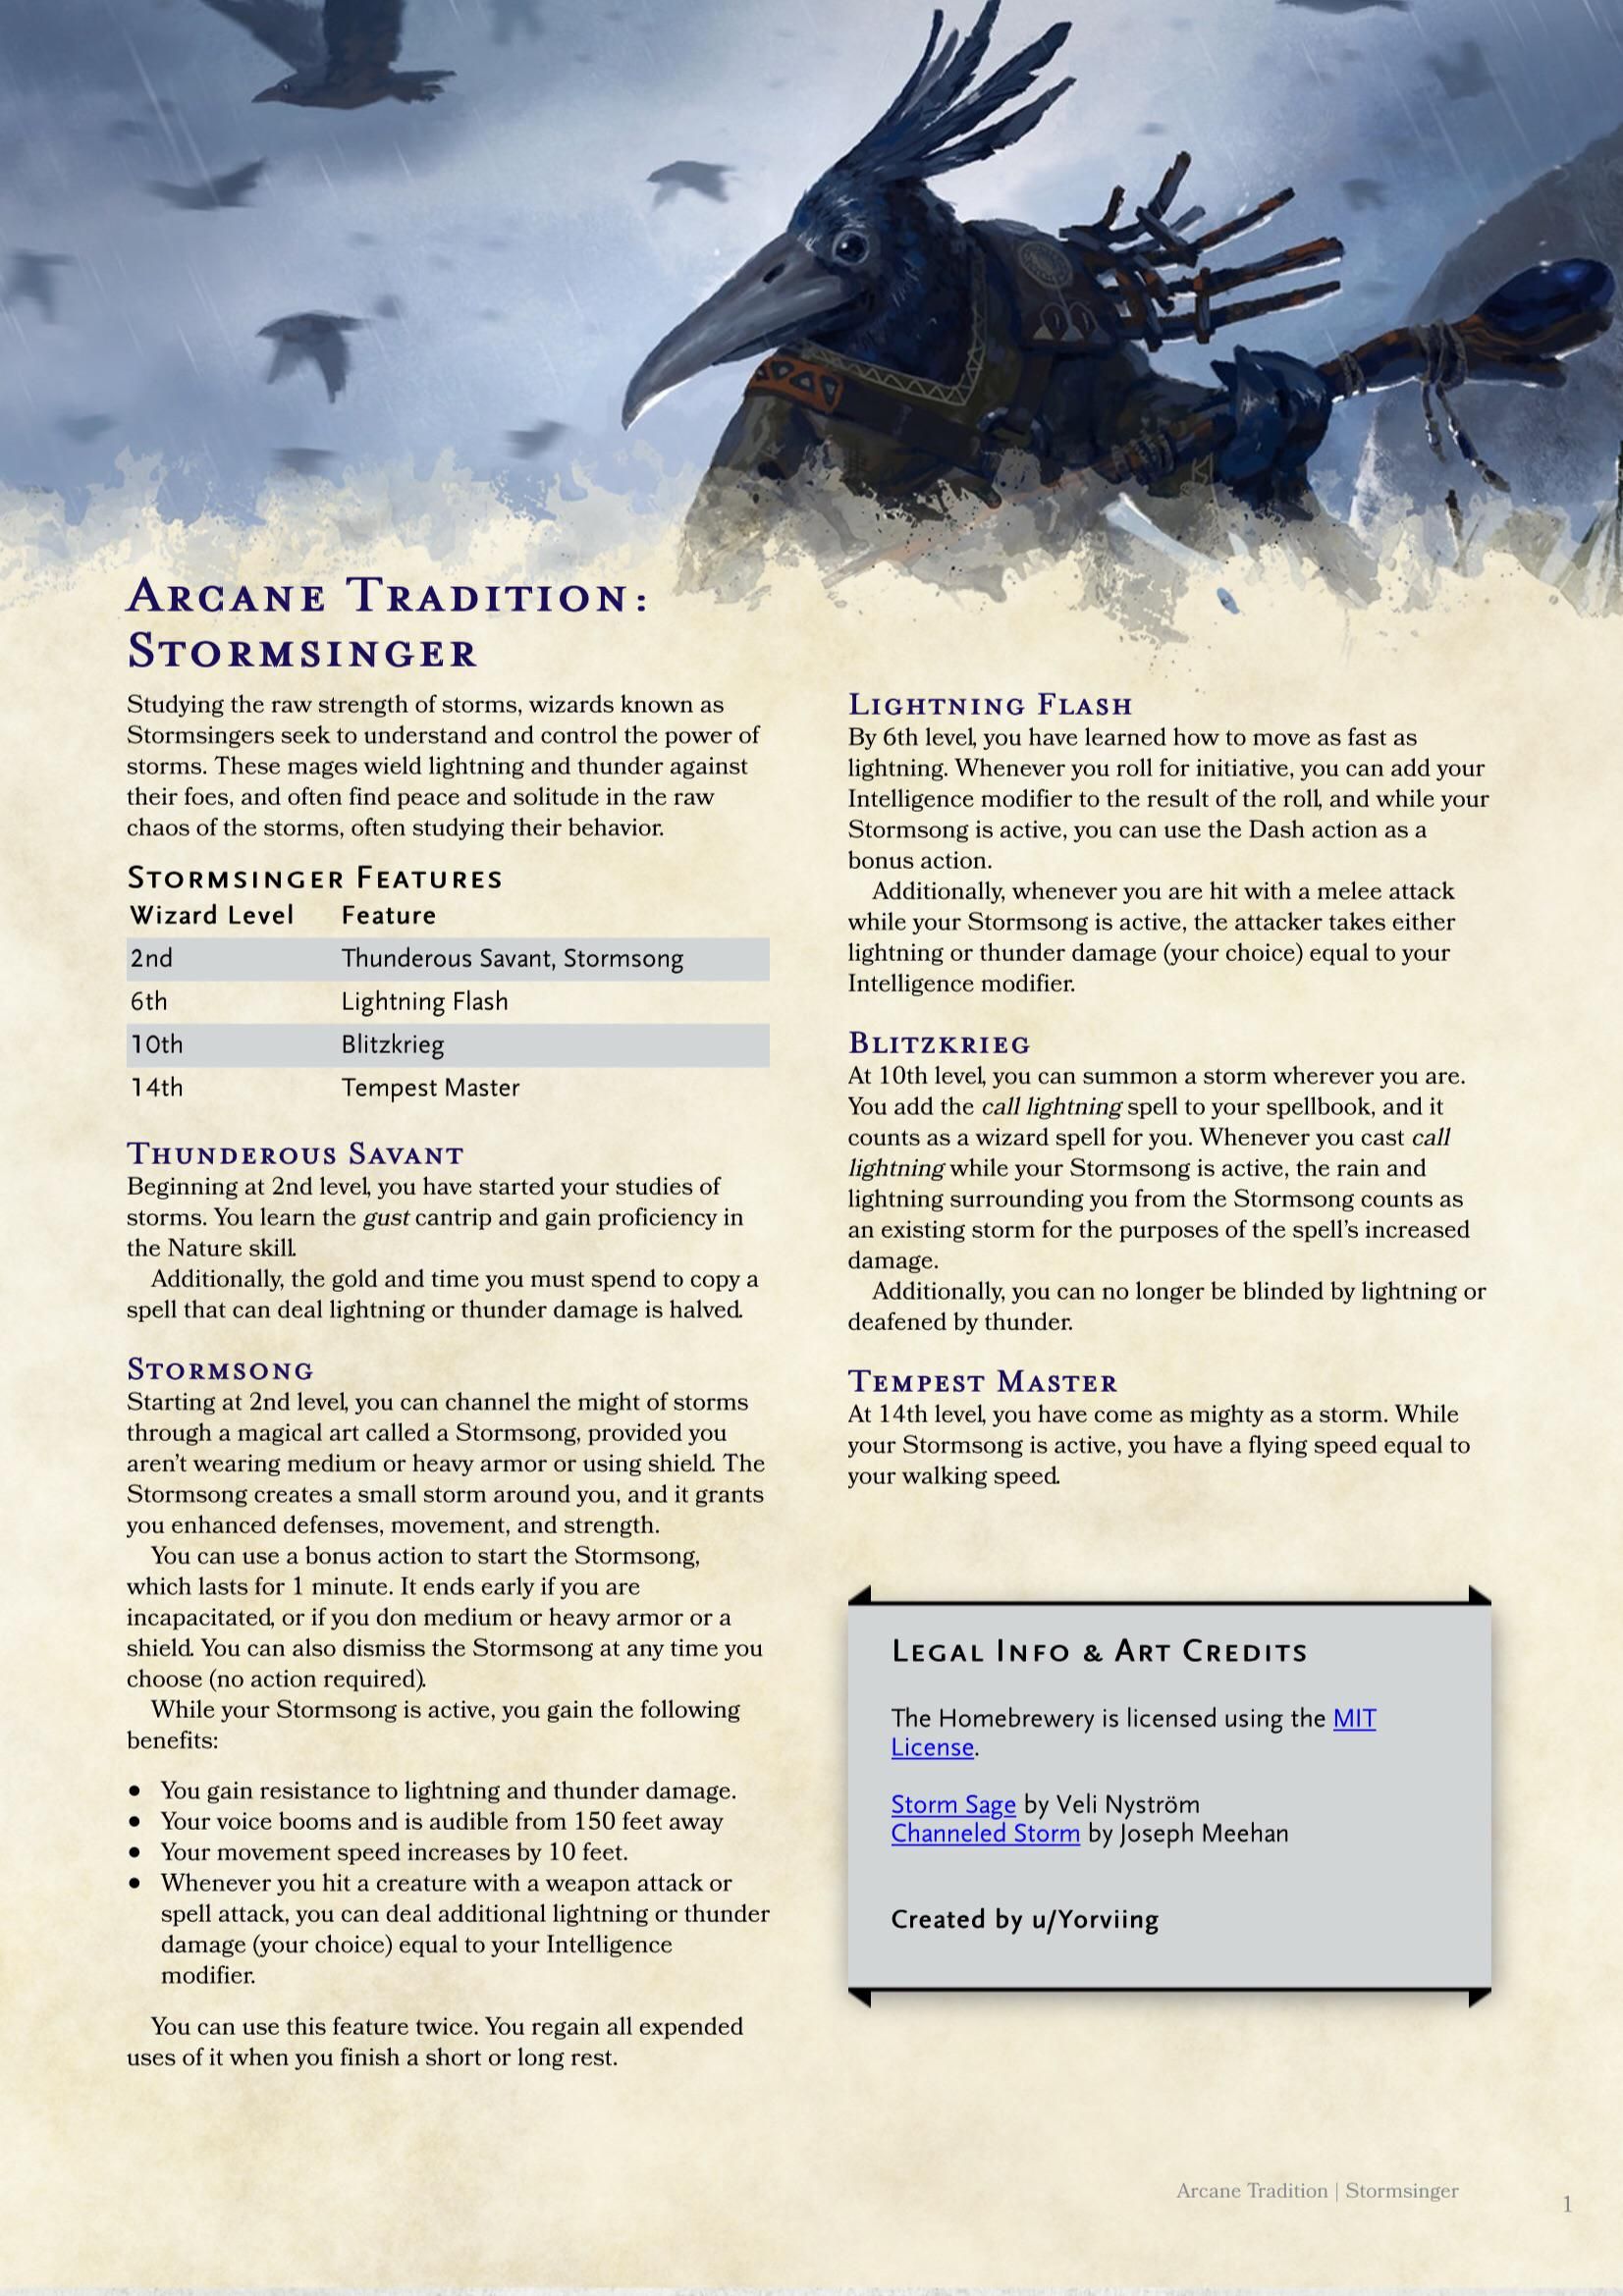 Arcane Tradition:
Stormsinger
Studying the raw strength of storms, wizards known as
Stormsingers seek to understand and control the power of
storms. These mages wield lightning and thunder against
their foes, and often find peace and solitude in the raw
chaos of the storms, often studying their behavior.
Stormsinger Features
Wizard Level Feature
2nd Thunderous Savant, Stormsong
6th Lightning Flash
10th Blitzkrieg
14th Tempest Master
Thunderous Savant
Beginning at 2nd level, you have started your studies of
storms. You learn the gust cantrip and gain proficiency in
the Nature skill.
Additionally, the gold and time you must spend to copy a
spell that can deal lightning or thunder damage is halved.
Stormsong
Starting at 2nd level, you can channel the might of storms
through a magical art called a Stormsong, provided you
aren't wearing medium or heavy armor or using shield. The
Stormsong creates a small storm around you, and it grants
you enhanced defenses, movement, and strength.
You can use a bonus action to start the Stormsong,
which lasts for 1 minute. It ends early if you are
incapacitated, or if you don medium or heavy armor or a
shield. You can also dismiss the Stormsong at any time you
choose (no action required).
While your Stormsong is active, you gain the following
benefits:
• You gain resistance to lightning and thunder damage.
• Your voice booms and is audible from 150 feet away
• Your movement speed increases by 10 feet.
• Whenever you hit a creature with a weapon attack or
spell attack, you can deal additional lightning or thunder
damage (your choice) equal to your Intelligence
modifier.
You can use this feature twice. You regain all expended
uses of it when you finish a short or long rest.
Lightning Flash
By 6th level, you have learned how to move as fast as
lightning. Whenever you roll for initiative, you can add your
Intelligence modifier to the result of the roll, and while your
Stormsong is active, you can use the Dash action as a
bonus action.
Additionally, whenever you are hit with a melee attack
while your Stormsong is active, the attacker takes either
lightning or thunder damage (your choice) equal to your
Intelligence modifier.
Blitzkrieg
At 10th level, you can summon a storm wherever you are.
You add the call lightning spell to your spellbook, and it
counts as a wizard spell for you. Whenever you cast call
lightning while your Stormsong is active, the rain and
lightning surrounding you from the Stormsong counts as
an existing storm for the purposes of the spell's increased
damage.
Additionally, you can no longer be blinded by lightning or
deafened by thunder.
Tempest Master
At 14th level, you have come as mighty as a storm. While
your Stormsong is active, you have a flying speed equal to
your walking speed.
Legal Info & Art Credits
The Homebrewery is licensed using the MIT
License.
Storm Sage by Veli Nyström
Channeled Storm by Joseph Meehan
Created by u/Yorviing
Arcane Tradition | Stormsinger
1